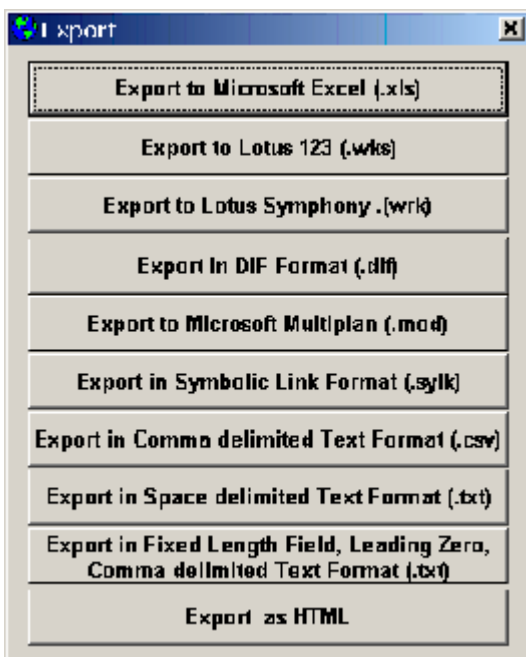 Export
Export to Microsoft Excel (.xls)
Export to Lotus 123 (.wks)
Export to Lotus Symphony .(wrk)
Export in DIF Format (.dif)
Export to Microsoft Multiplan (.mod)
Export in Symbolic Link Format (.sylk)
Export in Comma delimited Text Format (.csv)
Export in Space delimited Text Format (.txt)
Export in Fixed Length Field, Leading Zero,
Comma delimited Text Format (.txt)
Export as HTML